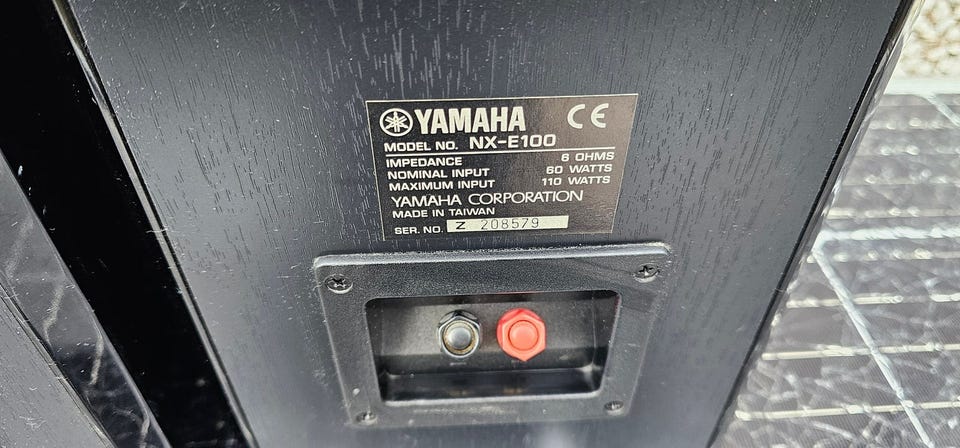 YAMAHA CE
MODEL NO. NX-E100
IMPEDANCE 6 OHMS
NOMINAL INPUT 60 WATTS
MAXIMUM INPUT 110 WATTS
YAMAHA CORPORATION
MADE IN TAIWAN
SER. NO. Z 208579